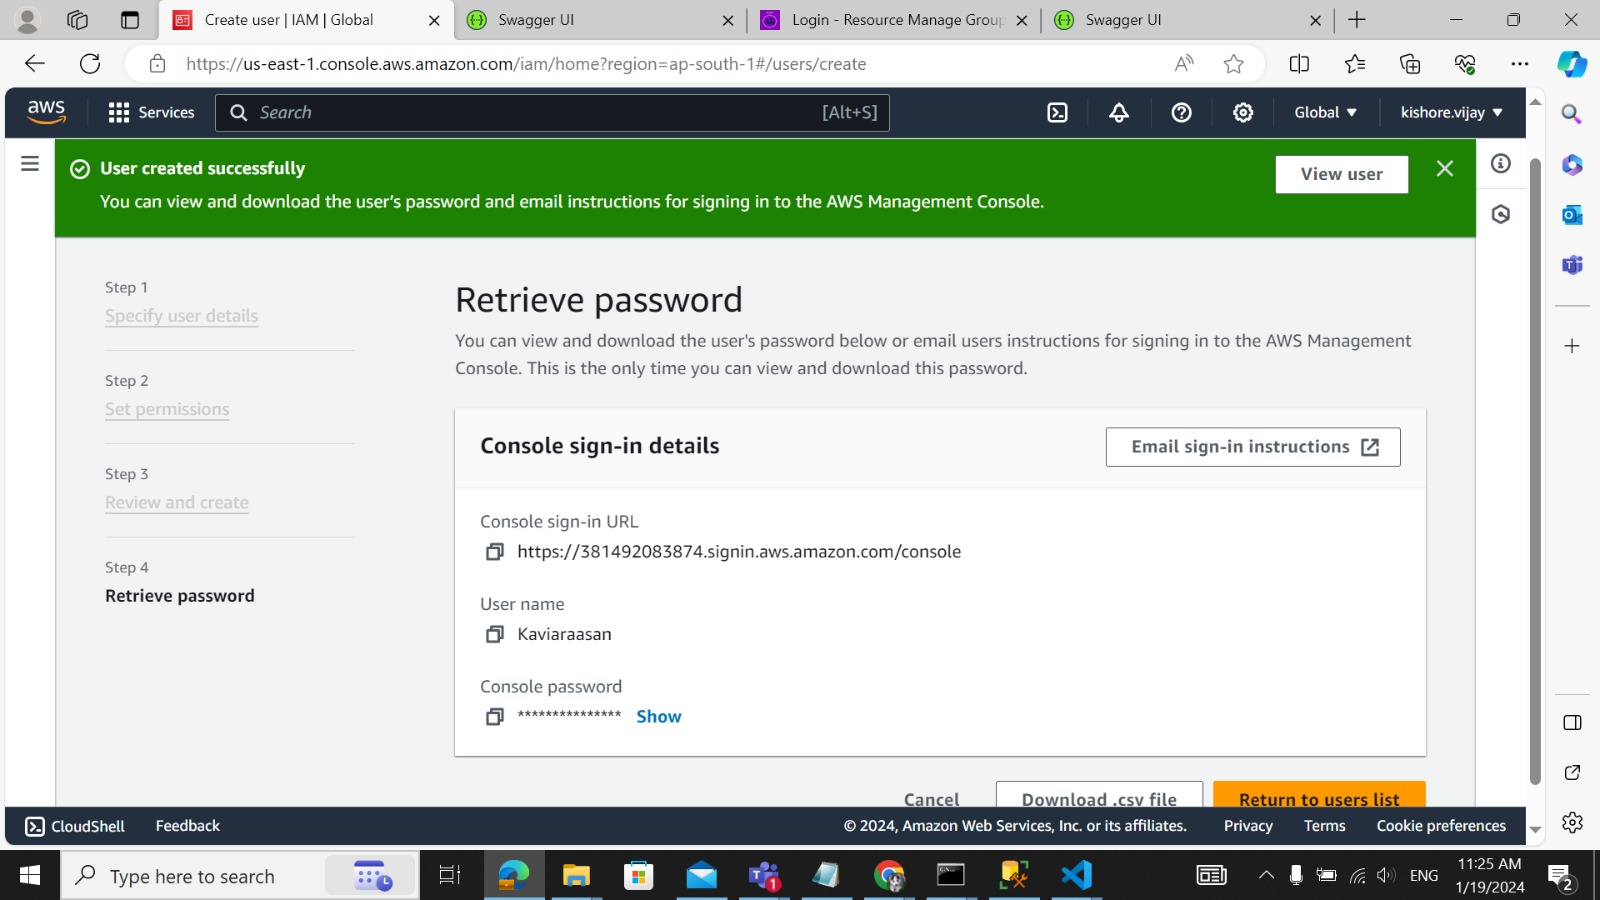 Create user | IAM | Global
Swagger UI
Login - Resource Manage Group
Swagger UI
https://us-east-1.console.aws.amazon.com/iam/home?region=ap-south-1#/users/create
aws
Services
Search
[Alt+S]
Global
kishore.vijay
User created successfully
You can view and download the user's password and email instructions for signing in to the AWS Management Console.
View user
Step 1
Specify user details
Step 2
Set permissions
Step 3
Review and create
Step 4
Retrieve password
Retrieve password
You can view and download the user's password below or email users instructions for signing in to the AWS Management
Console. This is the only time you can view and download this password.
Console sign-in details
Email sign-in instructions
Console sign-in URL
https://381492083874.signin.aws.amazon.com/console
User name
Kaviaraasan
Console password
*************** Show
Cancel
Download .csv file
Return to users list
CloudShell
Feedback
© 2024, Amazon Web Services, Inc. or its affiliates.
Privacy
Terms
Cookie preferences
Type here to search
1
ENG
11:25 AM
1/19/2024
2